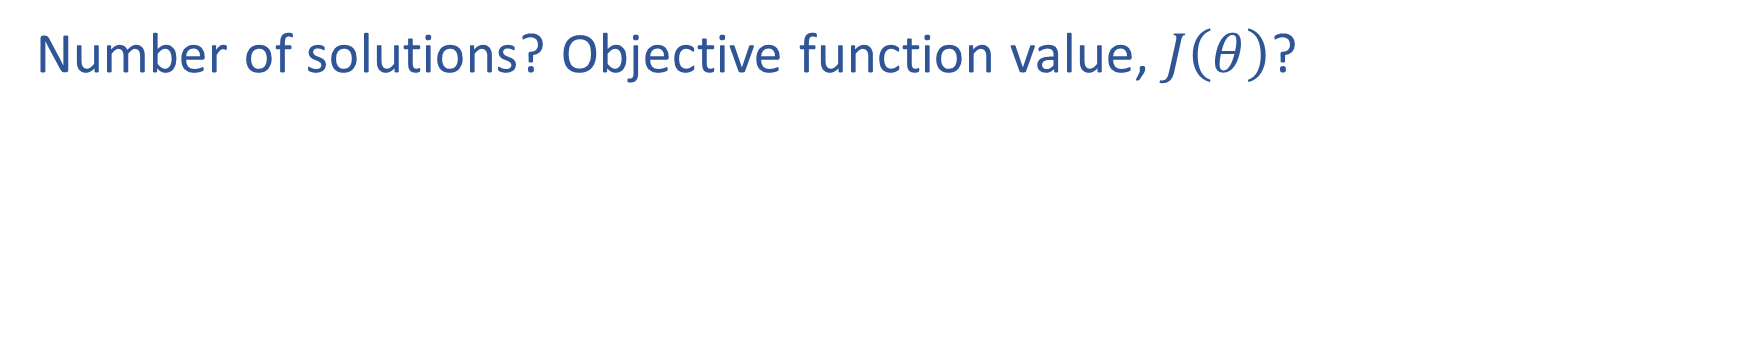 Number of solutions? Objective function value, J(θ)?